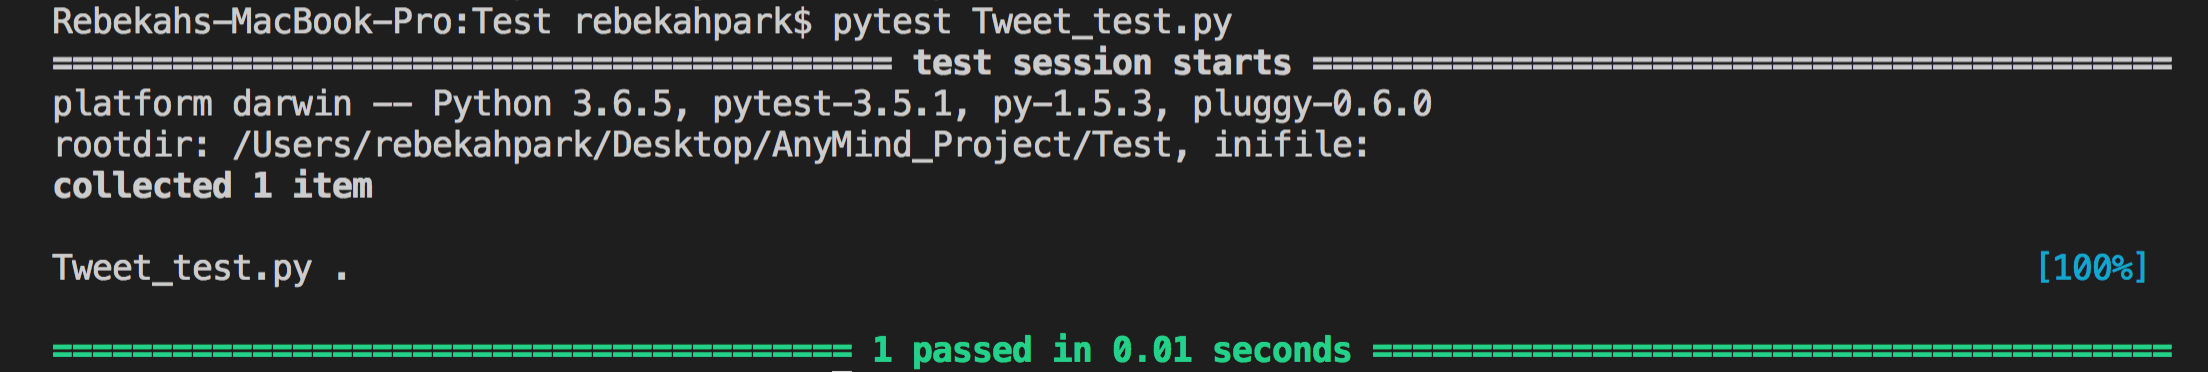 Rebekahs-MacBook-Pro:Test rebekahpark$ pytest Tweet_test.py
========================================== test session starts ===========================================
platform darwin -- Python 3.6.5, pytest-3.5.1, py-1.5.3, pluggy-0.6.0
rootdir: /Users/rebekahpark/Desktop/AnyMind_Project/Test, inifile:
collected 1 item
Tweet_test.py . [100%]
======================================== 1 passed in 0.01 seconds ========================================